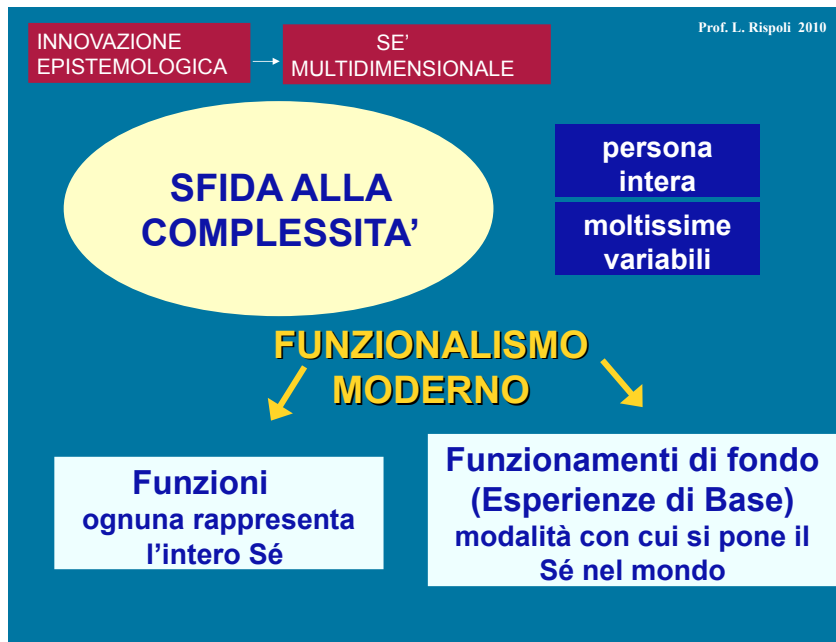 Prof. L. Rispoli 2010
INNOVAZIONE
EPISTEMOLOGICA
SE’
MULTIDIMENSIONALE
SFIDA ALLA
COMPLESSITA’
persona
intera
moltissime
variabili
FUNZIONALISMO
MODERNO
Funzioni
ognuna rappresenta
l’intero Sé
Funzionamenti di fondo
(Esperienze di Base)
modalità con cui si pone il
Sé nel mondo